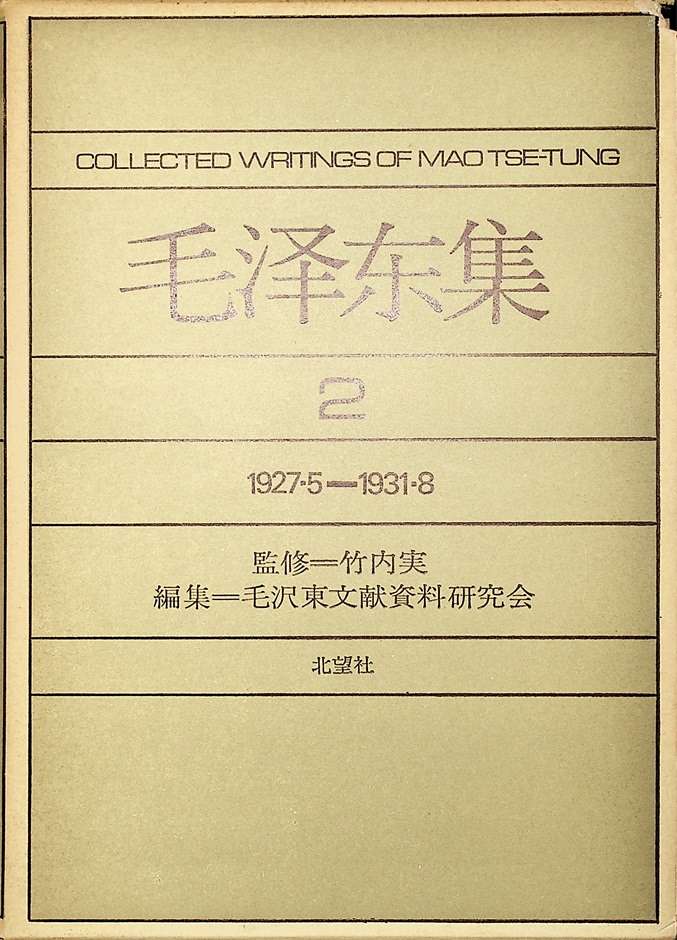 COLLECTED WRITINGS OF MAO TSE-TUNG
毛泽东集
2
1927·5—1931·8
監修＝竹内実
編集＝毛沢東文献資料研究会
北望社